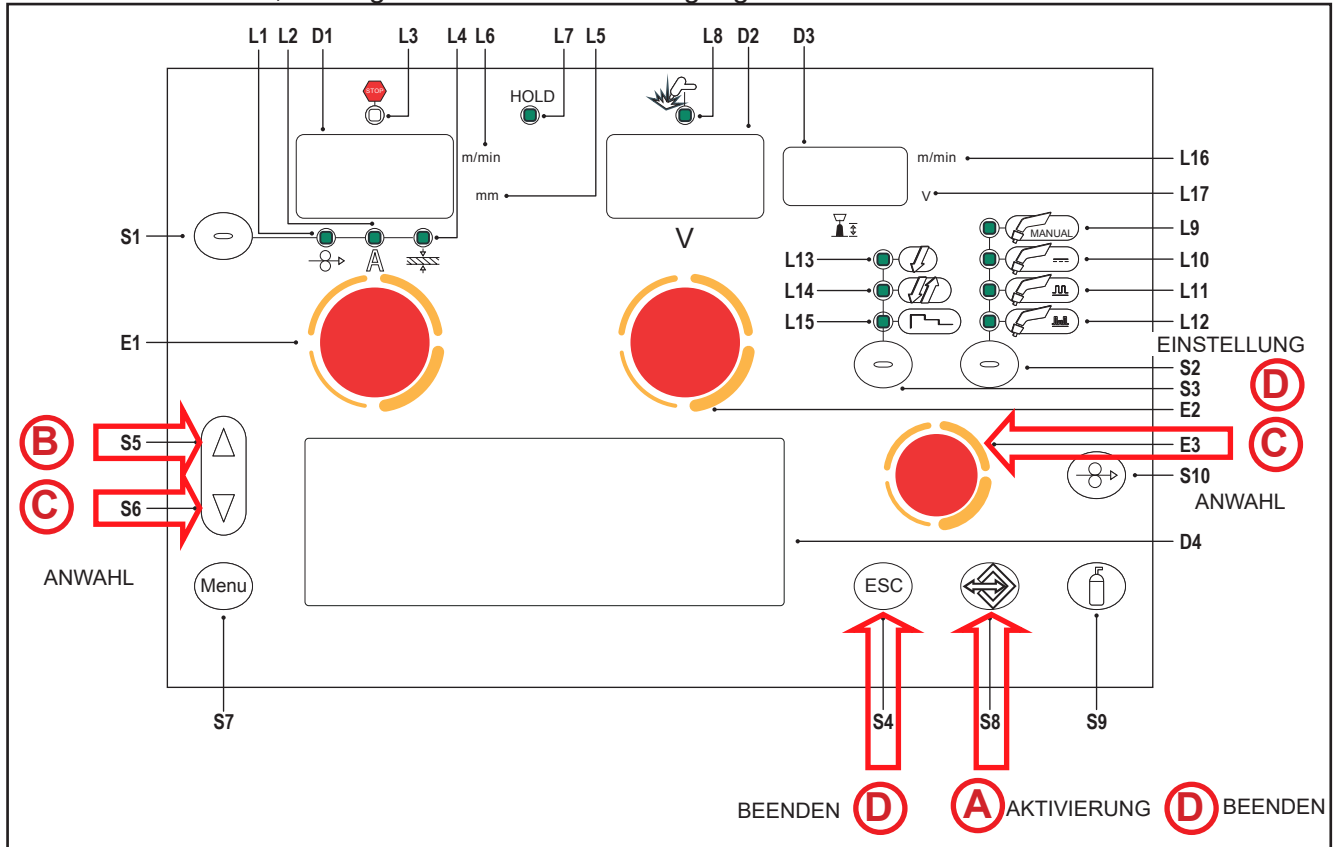 L1 L2 D1 L3 L4 L6 L7 L5 L8 D2 D3
STOP
HOLD
m/min
mm
m/min
L16
V
L17
S1
V
MANUAL
L9
A
L13
L10
L14
L11
L15
L12
E1
EINSTELLUNG
S2
D
S3
E2
B
S5
E3
C
C
S6
S10
ANWAHL
D4
ANWAHL
Menu
ESC
S7
S4
S8
S9
BEENDEN D A AKTIVIERUNG D BEENDEN